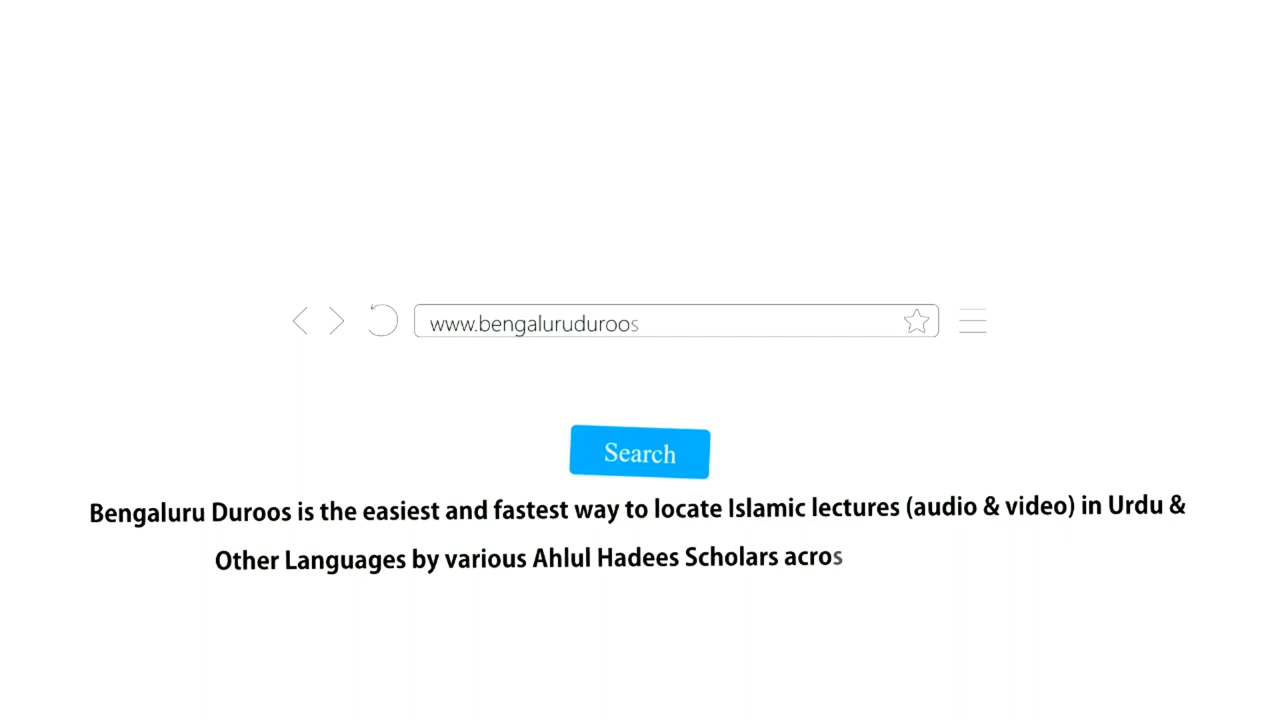 www.bengaluruduroos
Search
Bengaluru Duroos is the easiest and fastest way to locate Islamic lectures (audio & video) in Urdu &
Other Languages by various Ahlul Hadees Scholars acros